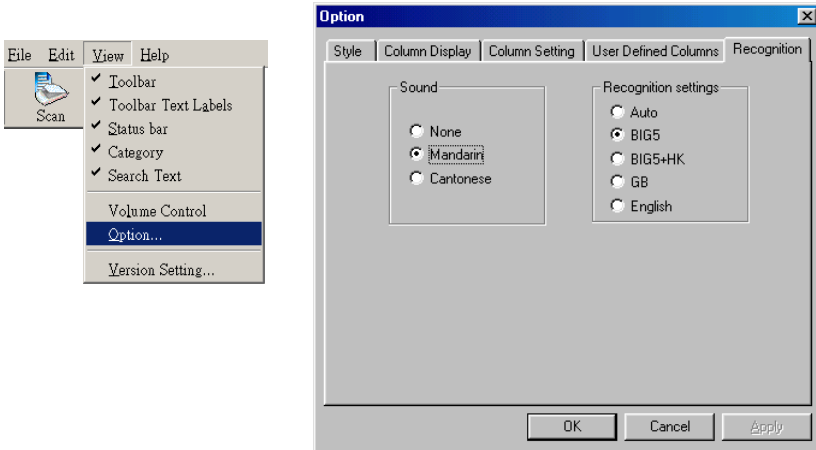 File Edit View Help
Scan
Toolbar
Toolbar Text Labels
Status bar
Category
Search Text
Volume Control
Option...
Version Setting...
Option
Style Column Display Column Setting User Defined Columns Recognition
Sound
None
Mandarin
Cantonese
Recognition settings
Auto
BIG5
BIG5+HK
GB
English
OK Cancel Apply